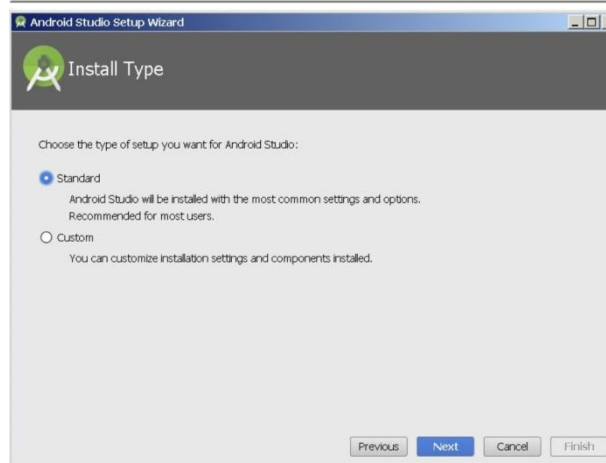 Android Studio Setup Wizard
Install Type
Choose the type of setup you want for Android Studio:
Standard
Android Studio will be installed with the most common settings and options.
Recommended for most users.
Custom
You can customize installation settings and components installed.
Previous Next Cancel Finish